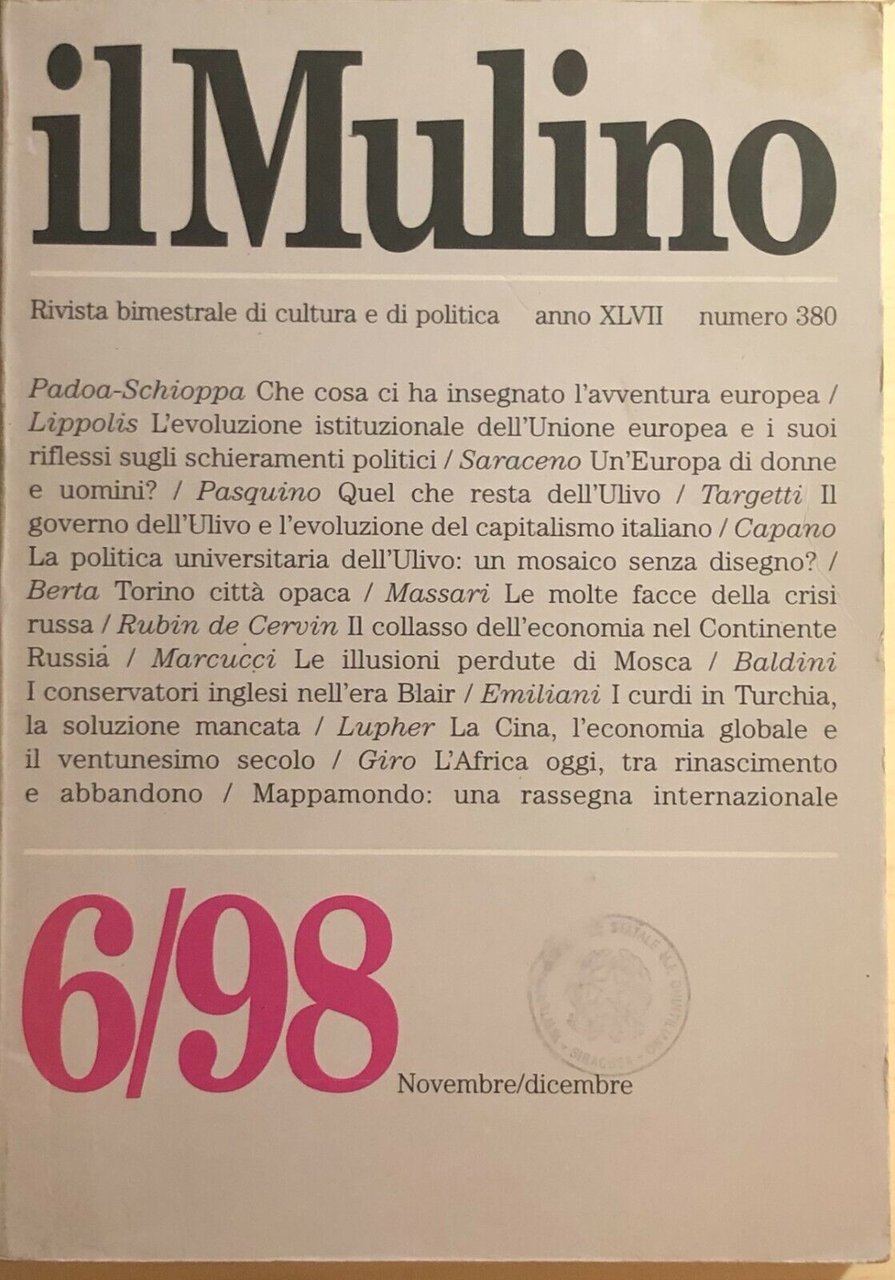 il Mulino
Rivista bimestrale di cultura e di politica anno XLVII numero 380
Padoa-Schioppa Che cosa ci ha insegnato l'avventura europea /
Lippolis L'evoluzione istituzionale dell'Unione europea e i suoi
riflessi sugli schieramenti politici / Saraceno Un'Europa di donne
e uomini? / Pasquino Quel che resta dell'Ulivo / Targetti Il
governo dell'Ulivo e l'evoluzione del capitalismo italiano / Capano
La politica universitaria dell'Ulivo: un mosaico senza disegno? /
Berta Torino città opaca / Massari Le molte facce della crisi
russa / Rubin de Cervin Il collasso dell'economia nel Continente
Russia / Marcucci Le illusioni perdute di Mosca / Baldini
I conservatori inglesi nell'era Blair / Emiliani I curdi in Turchia,
la soluzione mancata / Lupher La Cina, l'economia globale e
il ventunesimo secolo / Giro L'Africa oggi, tra rinascimento
e abbandono / Mappamondo: una rassegna internazionale
6/98
Novembre/dicembre
STATALE M.F. QUINTILIANO
SIRACUSA